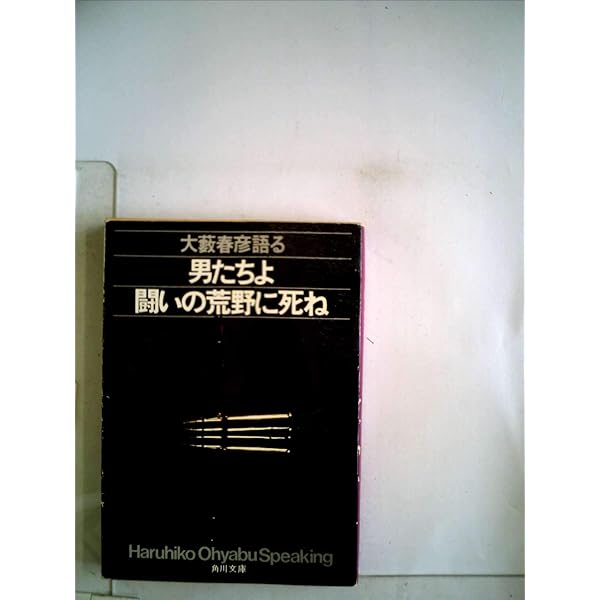 大藪春彦語る
男たちよ
闘いの荒野に死ね
Haruhiko Ohyabu Speaking
角川文庫